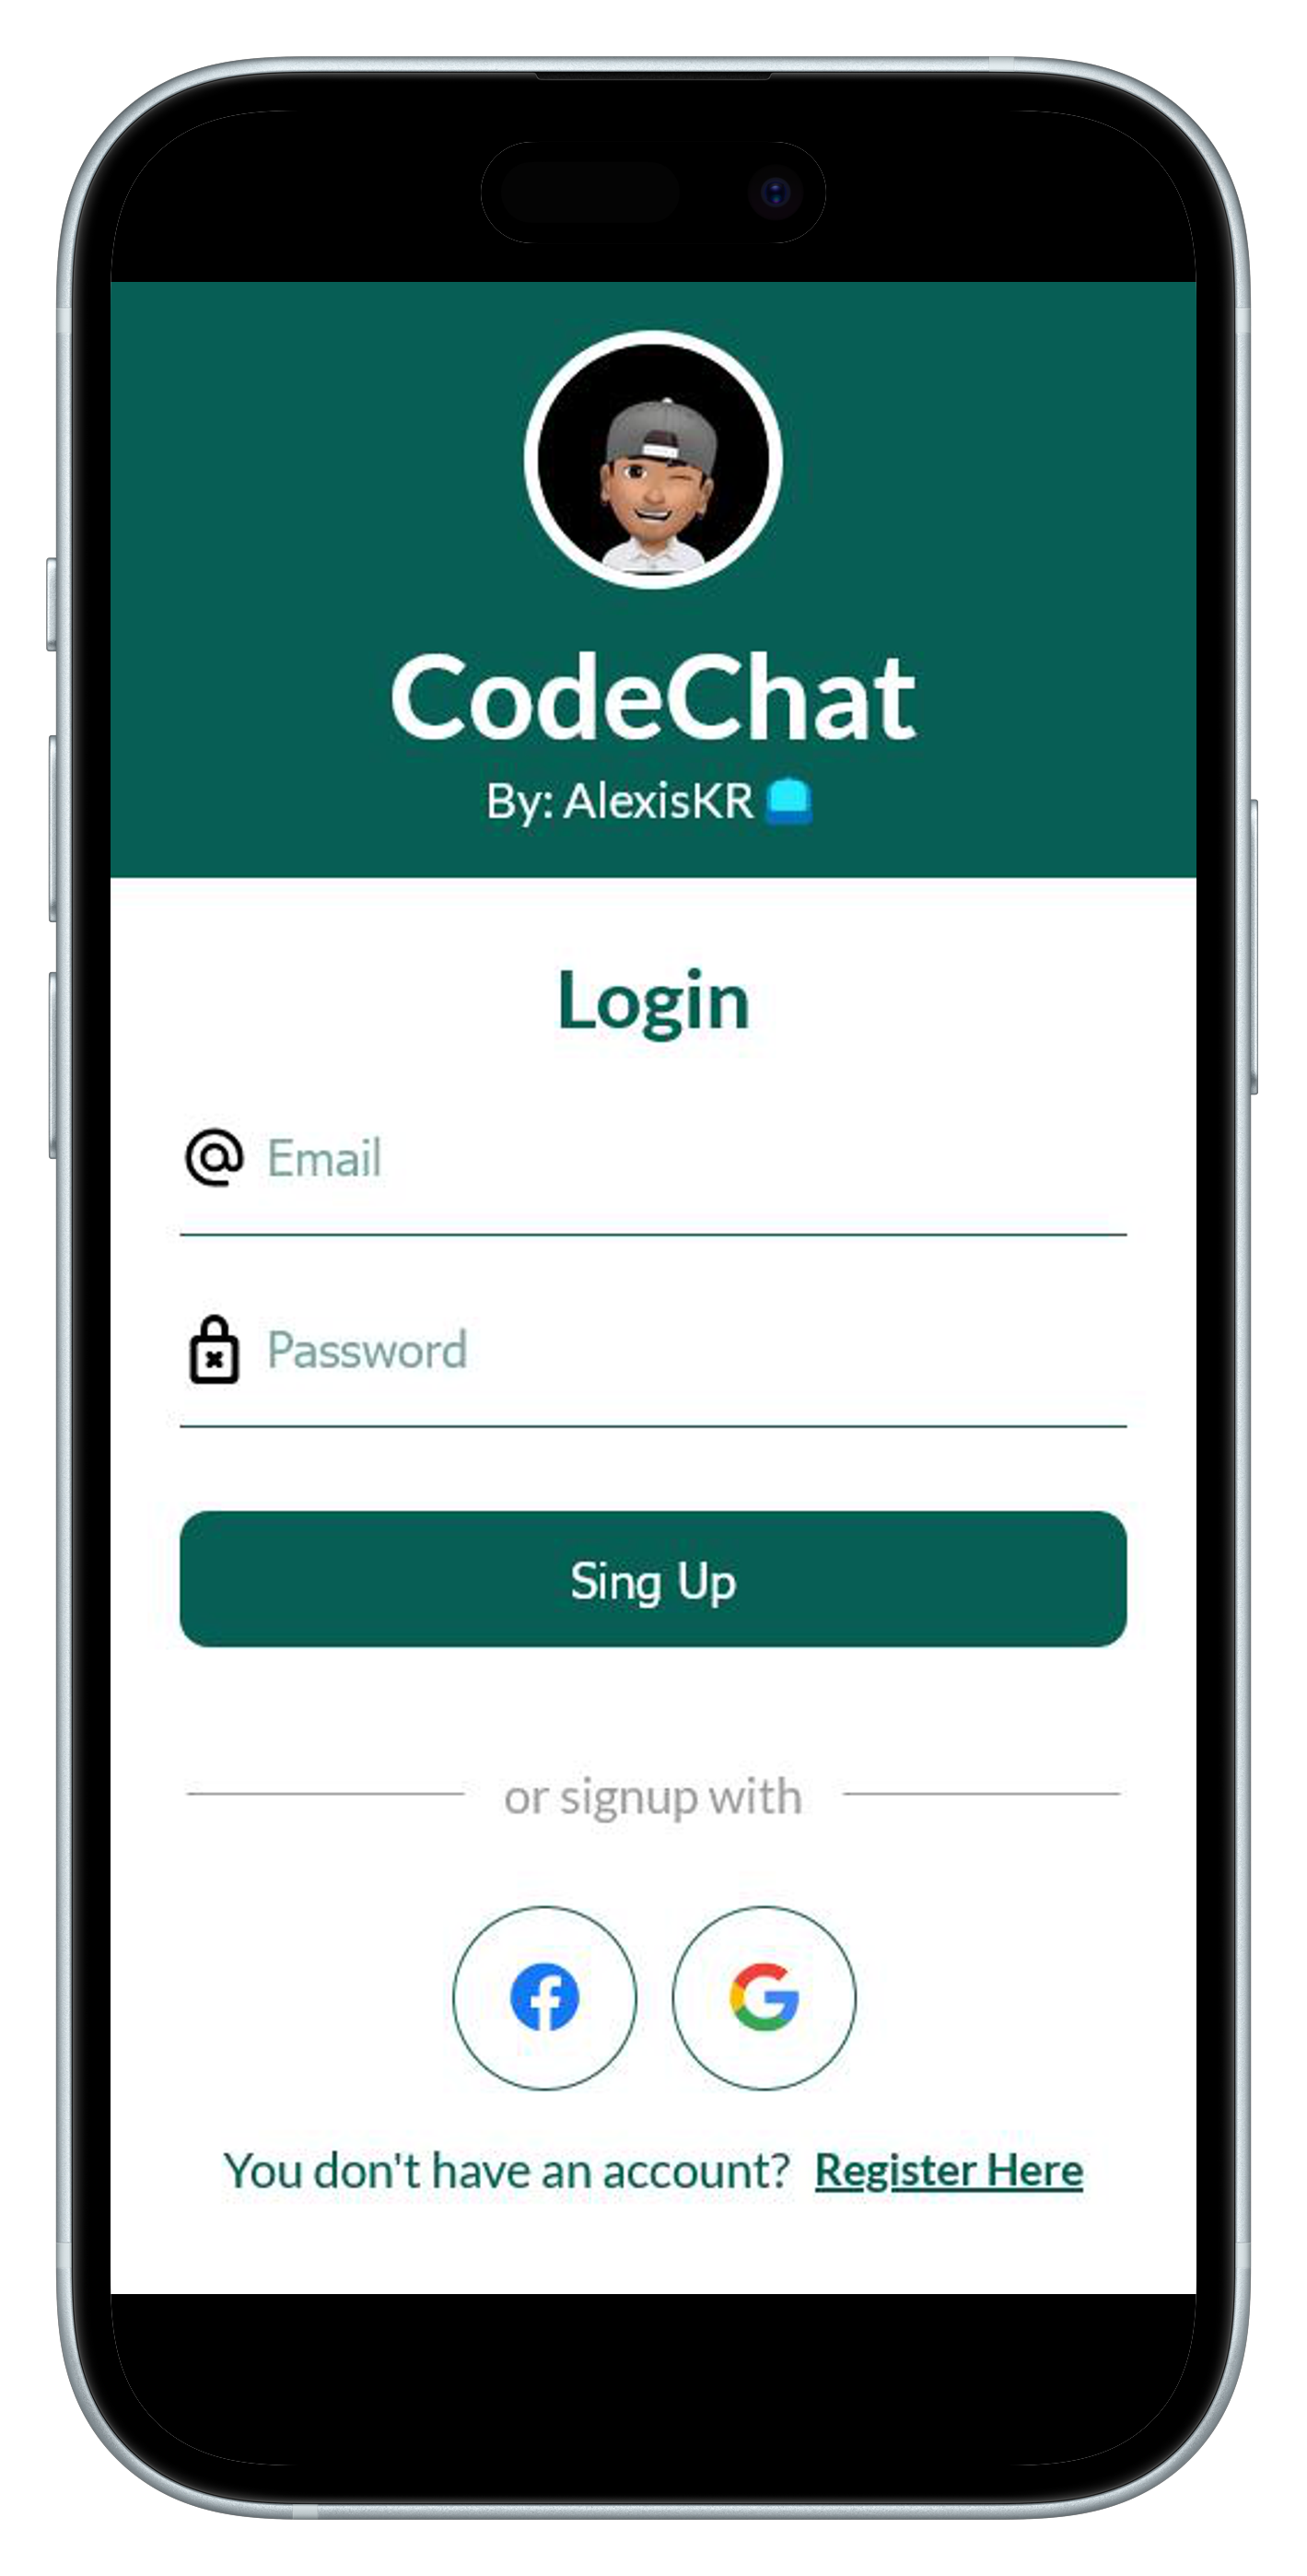 CodeChat
By: AlexisKR 🧢
Login
Email
Password
Sing Up
or signup with
You don't have an account? Register Here